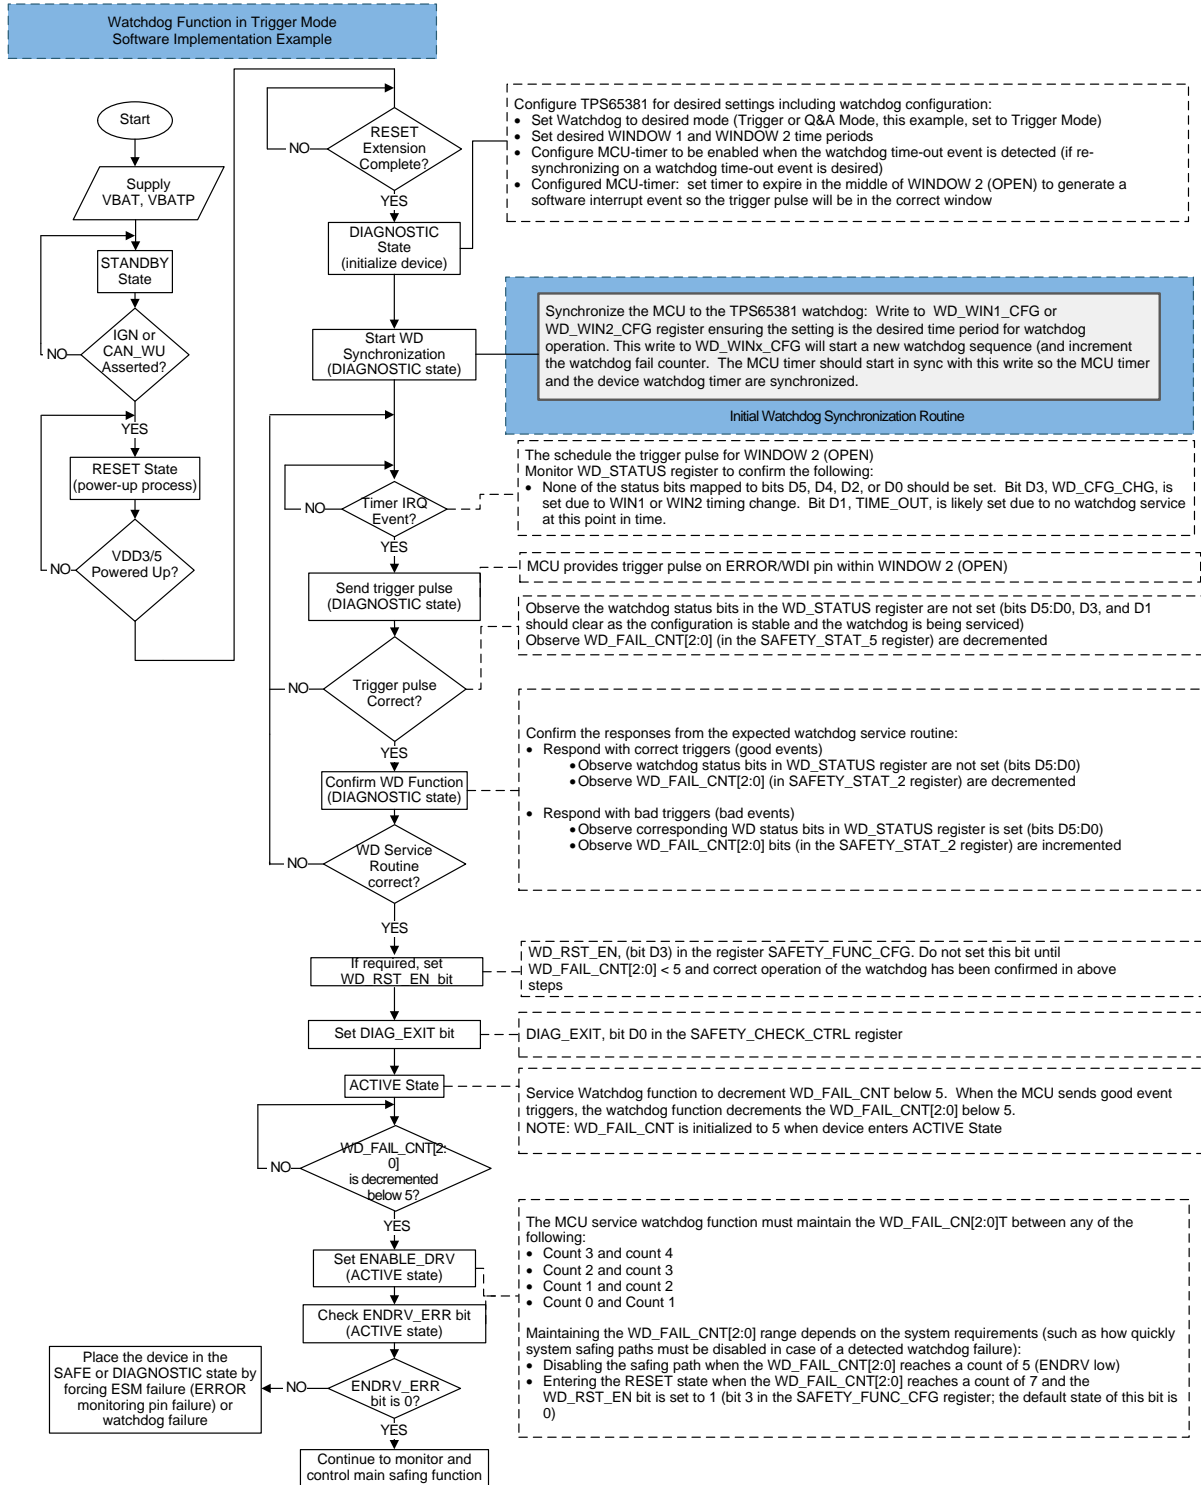 Watchdog Function in Trigger Mode
Software Implementation Example
Start
Supply
VBAT, VBATP
STANDBY
State
IGN or
CAN_WU
Asserted?
NO
YES
RESET State
(power-up process)
VDD3/5
Powered Up?
NO
RESET
Extension
Complete?
NO
YES
DIAGNOSTIC
State
(initialize device)
Configure TPS65381 for desired settings including watchdog configuration:
• Set Watchdog to desired mode (Trigger or Q&A Mode, this example, set to Trigger Mode)
• Set desired WINDOW 1 and WINDOW 2 time periods
• Configure MCU-timer to be enabled when the watchdog time-out event is detected (if re-
synchronizing on a watchdog time-out event is desired)
• Configured MCU-timer:  set timer to expire in the middle of WINDOW 2 (OPEN) to generate a
software interrupt event so the trigger pulse will be in the correct window
Start WD
Synchronization
(DIAGNOSTIC state)
Synchronize the MCU to the TPS65381 watchdog:  Write to  WD_WIN1_CFG or
WD_WIN2_CFG register ensuring the setting is the desired time period for watchdog
operation. This write to WD_WINx_CFG will start a new watchdog sequence (and increment
the watchdog fail counter.  The MCU timer should start in sync with this write so the MCU timer
and the device watchdog timer are synchronized.
Initial Watchdog Synchronization Routine
Timer IRQ
Event?
NO
YES
The schedule the trigger pulse for WINDOW 2 (OPEN)
Monitor WD_STATUS register to confirm the following:
• None of the status bits mapped to bits D5, D4, D2, or D0 should be set.  Bit D3, WD_CFG_CHG, is
set due to WIN1 or WIN2 timing change.  Bit D1, TIME_OUT, is likely set due to no watchdog service
at this point in time.
Send trigger pulse
(DIAGNOSTIC state)
MCU provides trigger pulse on ERROR/WDI pin within WINDOW 2 (OPEN)
Trigger pulse
Correct?
NO
YES
Observe the watchdog status bits in the WD_STATUS register are not set (bits D5:D0, D3, and D1
should clear as the configuration is stable and the watchdog is being serviced)
Observe WD_FAIL_CNT[2:0] (in the SAFETY_STAT_5 register) are decremented
Confirm WD Function
(DIAGNOSTIC state)
Confirm the responses from the expected watchdog service routine:
• Respond with correct triggers (good events)
• Observe watchdog status bits in WD_STATUS register are not set (bits D5:D0)
• Observe WD_FAIL_CNT[2:0] (in SAFETY_STAT_2 register) are decremented
• Respond with bad triggers (bad events)
• Observe corresponding WD status bits in WD_STATUS register is set (bits D5:D0)
• Observe WD_FAIL_CNT[2:0] bits (in the SAFETY_STAT_2 register) are incremented
WD Service
Routine
correct?
NO
YES
If required, set
WD_RST_EN bit
WD_RST_EN, (bit D3) in the register SAFETY_FUNC_CFG. Do not set this bit until
WD_FAIL_CNT[2:0] < 5 and correct operation of the watchdog has been confirmed in above
steps
Set DIAG_EXIT bit
DIAG_EXIT, bit D0 in the SAFETY_CHECK_CTRL register
ACTIVE State
Service Watchdog function to decrement WD_FAIL_CNT below 5.  When the MCU sends good event
triggers, the watchdog function decrements the WD_FAIL_CNT[2:0] below 5.
NOTE: WD_FAIL_CNT is initialized to 5 when device enters ACTIVE State
WD_FAIL_CNT[2:
0]
is decremented
below 5?
NO
YES
Set ENABLE_DRV
(ACTIVE state)
Check ENDRV_ERR bit
(ACTIVE state)
The MCU service watchdog function must maintain the WD_FAIL_CN[2:0]T between any of the
following:
• Count 3 and count 4
• Count 2 and count 3
• Count 1 and count 2
• Count 0 and Count 1
Maintaining the WD_FAIL_CNT[2:0] range depends on the system requirements (such as how quickly
system safing paths must be disabled in case of a detected watchdog failure):
• Disabling the safing path when the WD_FAIL_CNT[2:0] reaches a count of 5 (ENDRV low)
• Entering the RESET state when the WD_FAIL_CNT[2:0] reaches a count of 7 and the
WD_RST_EN bit is set to 1 (bit 3 in the SAFETY_FUNC_CFG register; the default state of this bit is
0)
ENDRV_ERR
bit is 0?
NO
Place the device in the
SAFE or DIAGNOSTIC state by
forcing ESM failure (ERROR
monitoring pin failure) or
watchdog failure
YES
Continue to monitor and
control main safing function